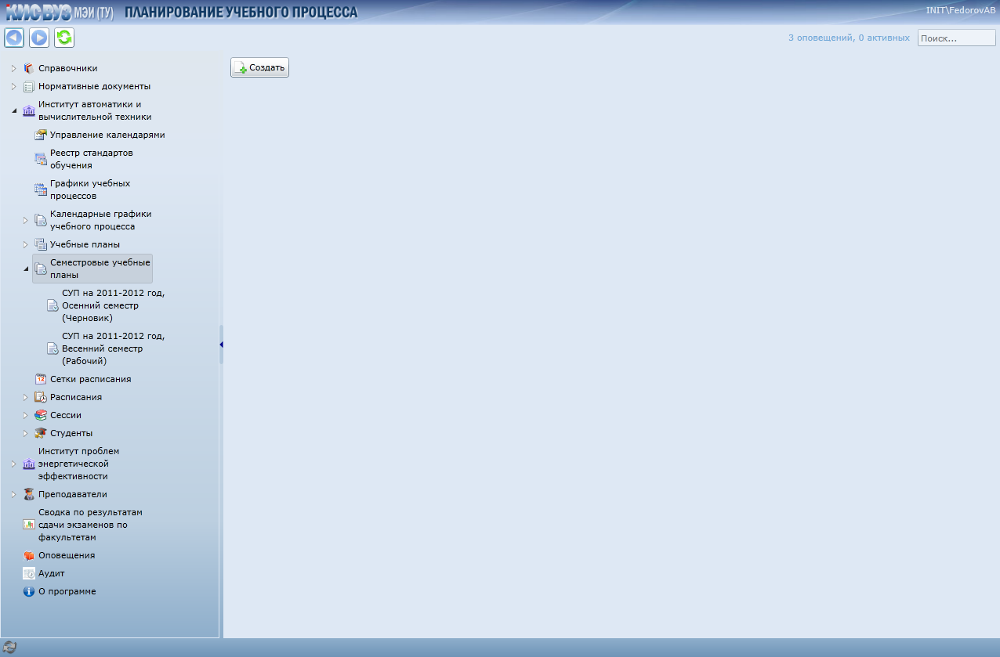 КИС ВУЗ МЭИ (ТУ) ПЛАНИРОВАНИЕ УЧЕБНОГО ПРОЦЕССА
INIT\FedorovAB
3 оповещений, 0 активных
Поиск...
Создать
Справочники
Нормативные документы
Институт автоматики и
вычислительной техники
Управление календарями
Реестр стандартов
обучения
Графики учебных
процессов
Календарные графики
учебного процесса
Учебные планы
Семестровые учебные
планы
СУП на 2011-2012 год,
Осенний семестр
(Черновик)
СУП на 2011-2012 год,
Весенний семестр
(Рабочий)
12
Сетки расписания
Расписания
Сессии
Студенты
Институт проблем
энергетической
эффективности
Преподаватели
Сводка по результатам
сдачи экзаменов по
факультетам
Оповещения
Аудит
О программе